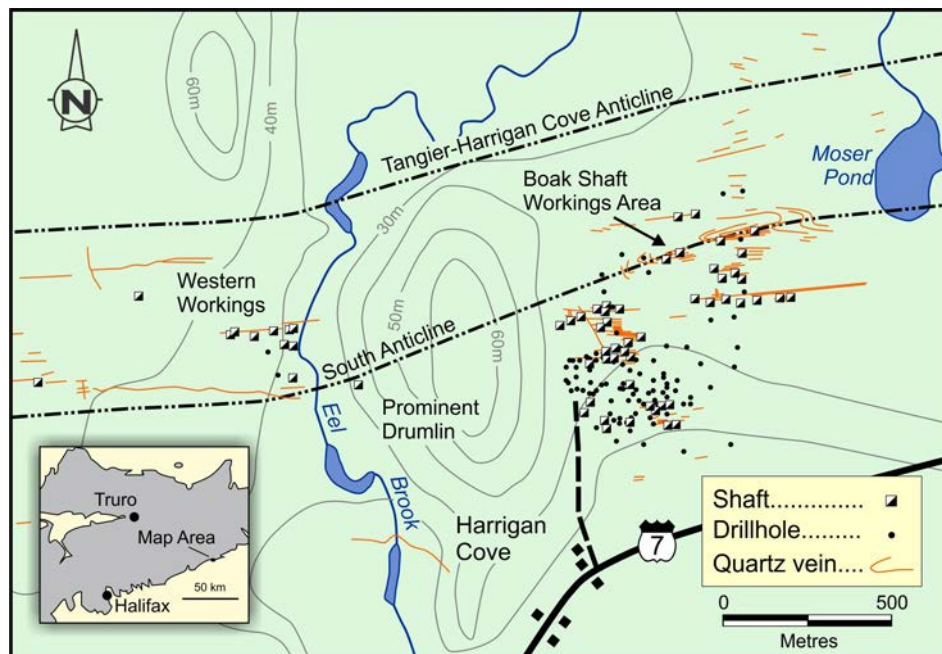 N
60m
40m
Tangier-Harrigan Cove Anticline
Moser
Pond
Boak Shaft
Workings Area
30m
Western
Workings
50m
60m
South Anticline
Prominent
Drumlin
Eel
Brook
Harrigan
Cove
7
Truro
Map Area
50 km
Halifax
Shaft..............
Drillhole.........
Quartz vein....
0
500
Metres